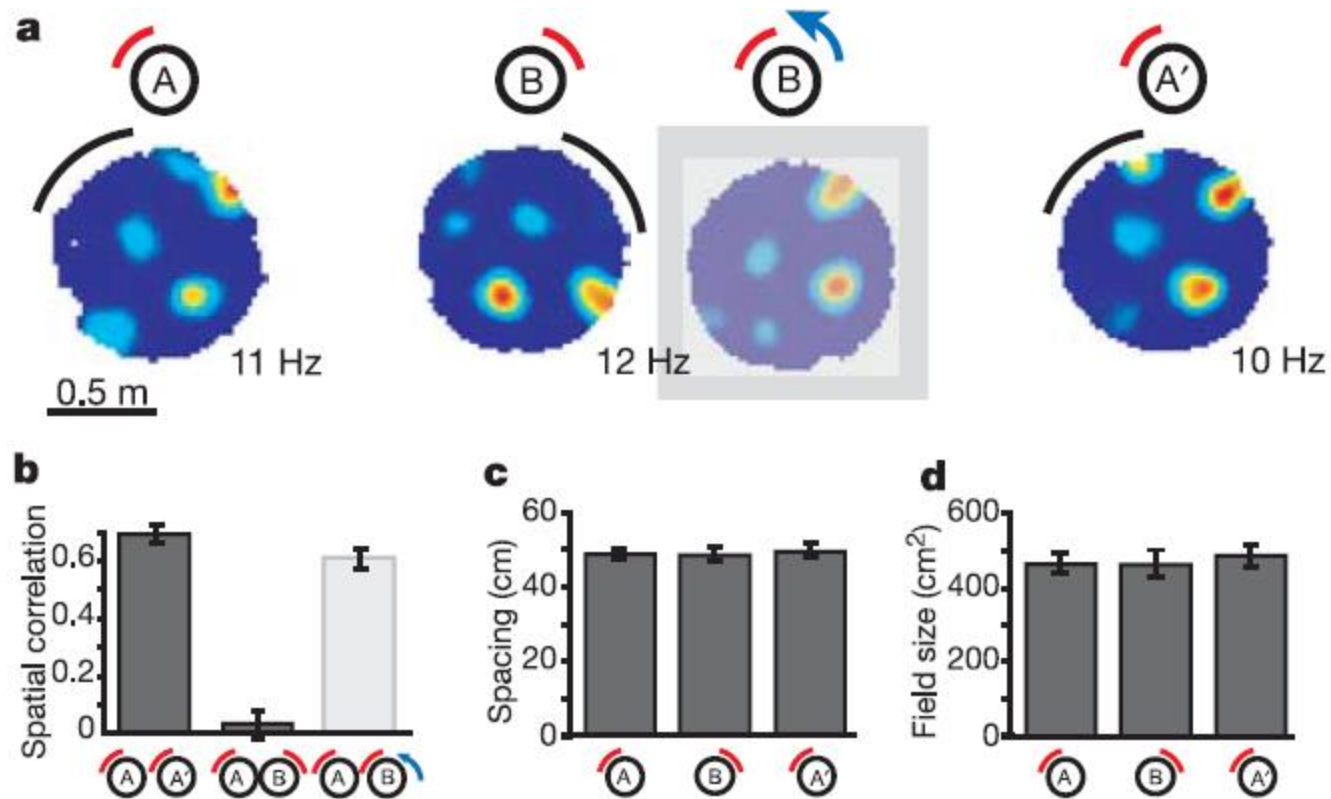 a
A B B A′
11 Hz 12 Hz 10 Hz
0.5 m
b
Spatial correlation
0.6
0.4
0.2
0
A A′ A B A B
c
Spacing (cm)
60
40
20
0
A B A′
d
Field size (cm²)
600
400
200
0
A B A′